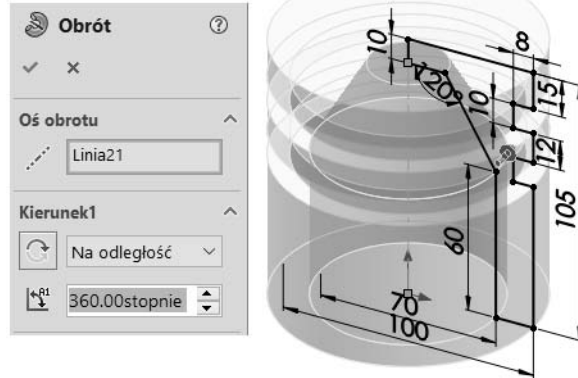 Obrót
Oś obrotu
Linia21
Kierunek1
Na odległość
A1
360.00stopnie
10
8
120°
10
15
12
105
60
70
100